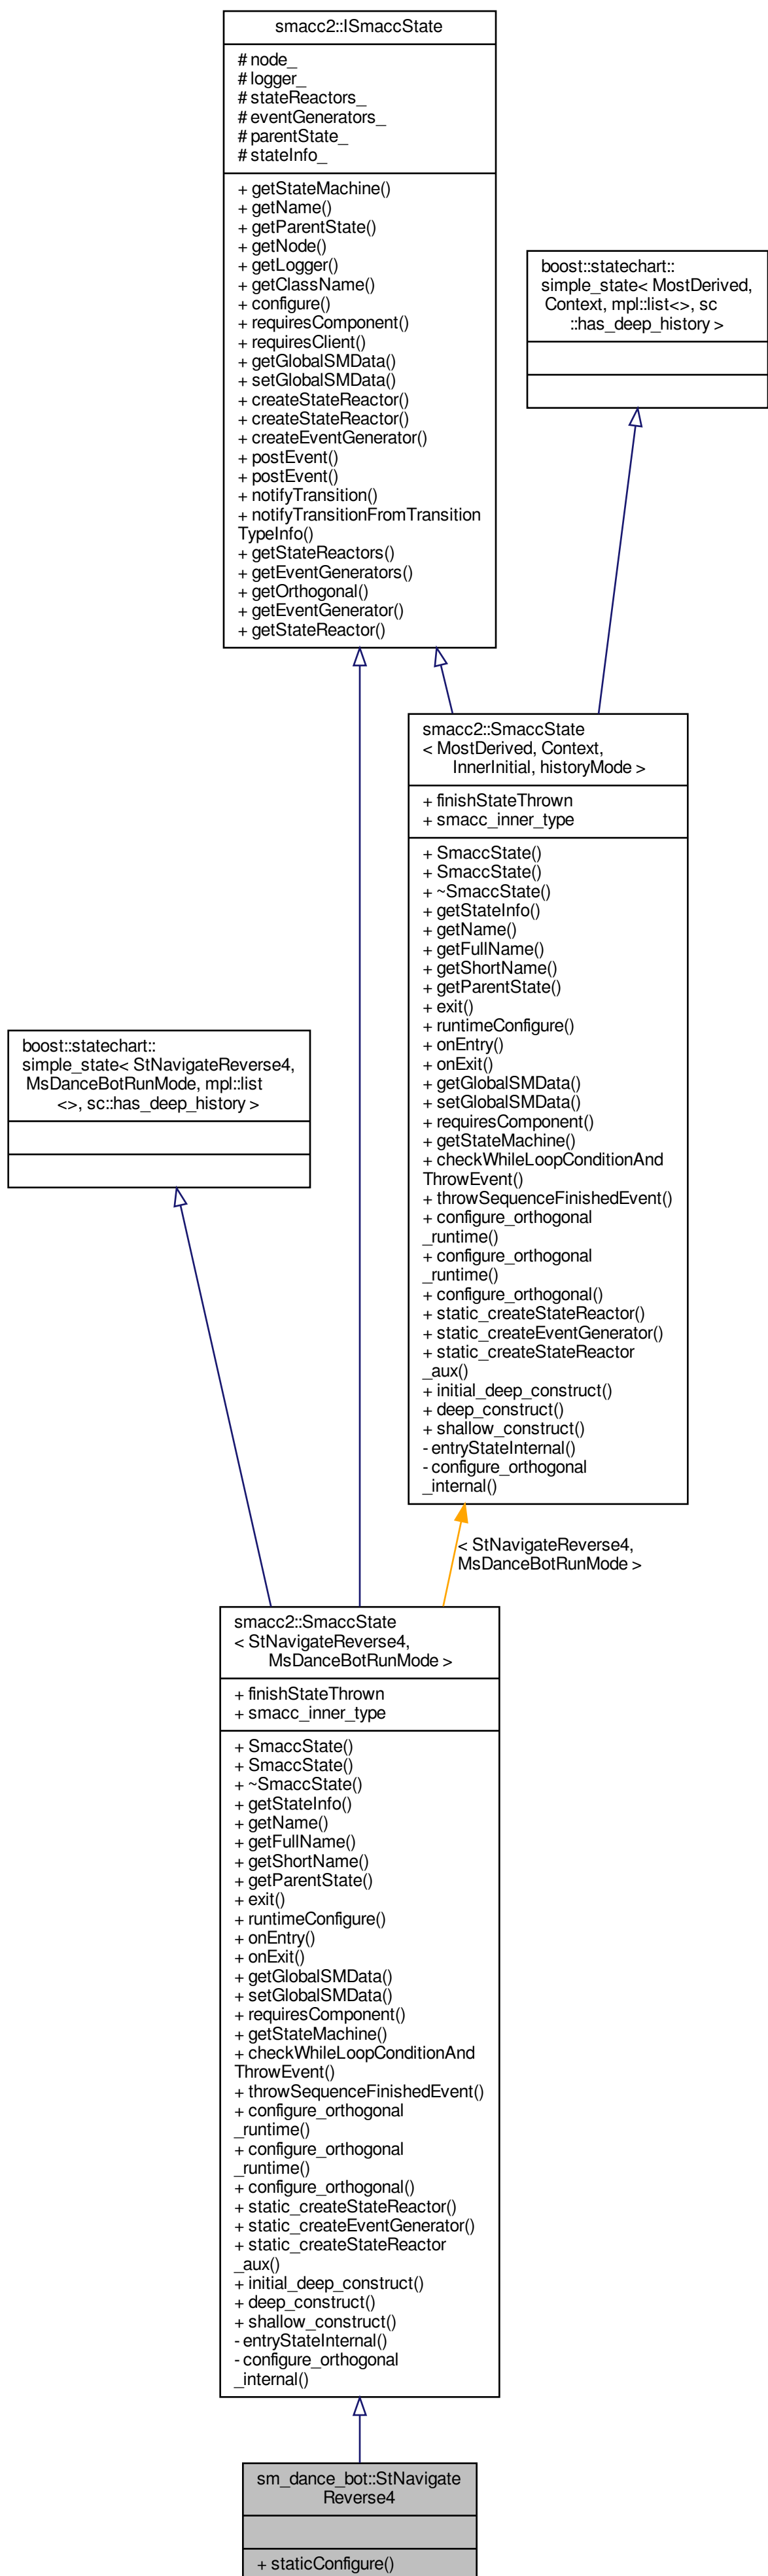 smacc2::ISmaccState
# node_
# logger_
# stateReactors_
# eventGenerators_
# parentState_
# stateInfo_
+ getStateMachine()
+ getName()
+ getParentState()
+ getNode()
+ getLogger()
+ getClassName()
+ configure()
+ requiresComponent()
+ requiresClient()
+ getGlobalSMData()
+ setGlobalSMData()
+ createStateReactor()
+ createStateReactor()
+ createEventGenerator()
+ postEvent()
+ postEvent()
+ notifyTransition()
+ notifyTransitionFromTransition
TypeInfo()
+ getStateReactors()
+ getEventGenerators()
+ getOrthogonal()
+ getEventGenerator()
+ getStateReactor()
boost::statechart::
simple_state< MostDerived,
Context, mpl::list<>, sc
::has_deep_history >
smacc2::SmaccState
< MostDerived, Context,
InnerInitial, historyMode >
+ finishStateThrown
+ smacc_inner_type
+ SmaccState()
+ SmaccState()
+ ~SmaccState()
+ getStateInfo()
+ getName()
+ getFullName()
+ getShortName()
+ getParentState()
+ exit()
+ runtimeConfigure()
+ onEntry()
+ onExit()
+ getGlobalSMData()
+ setGlobalSMData()
+ requiresComponent()
+ getStateMachine()
+ checkWhileLoopConditionAnd
ThrowEvent()
+ throwSequenceFinishedEvent()
+ configure_orthogonal
_runtime()
+ configure_orthogonal
_runtime()
+ configure_orthogonal()
+ static_createStateReactor()
+ static_createEventGenerator()
+ static_createStateReactor
_aux()
+ initial_deep_construct()
+ deep_construct()
+ shallow_construct()
- entryStateInternal()
- configure_orthogonal
_internal()
boost::statechart::
simple_state< StNavigateReverse4,
MsDanceBotRunMode, mpl::list
<>, sc::has_deep_history >
< StNavigateReverse4,
MsDanceBotRunMode >
smacc2::SmaccState
< StNavigateReverse4,
MsDanceBotRunMode >
+ finishStateThrown
+ smacc_inner_type
+ SmaccState()
+ SmaccState()
+ ~SmaccState()
+ getStateInfo()
+ getName()
+ getFullName()
+ getShortName()
+ getParentState()
+ exit()
+ runtimeConfigure()
+ onEntry()
+ onExit()
+ getGlobalSMData()
+ setGlobalSMData()
+ requiresComponent()
+ getStateMachine()
+ checkWhileLoopConditionAnd
ThrowEvent()
+ throwSequenceFinishedEvent()
+ configure_orthogonal
_runtime()
+ configure_orthogonal
_runtime()
+ configure_orthogonal()
+ static_createStateReactor()
+ static_createEventGenerator()
+ static_createStateReactor
_aux()
+ initial_deep_construct()
+ deep_construct()
+ shallow_construct()
- entryStateInternal()
- configure_orthogonal
_internal()
sm_dance_bot::StNavigate
Reverse4
+ staticConfigure()